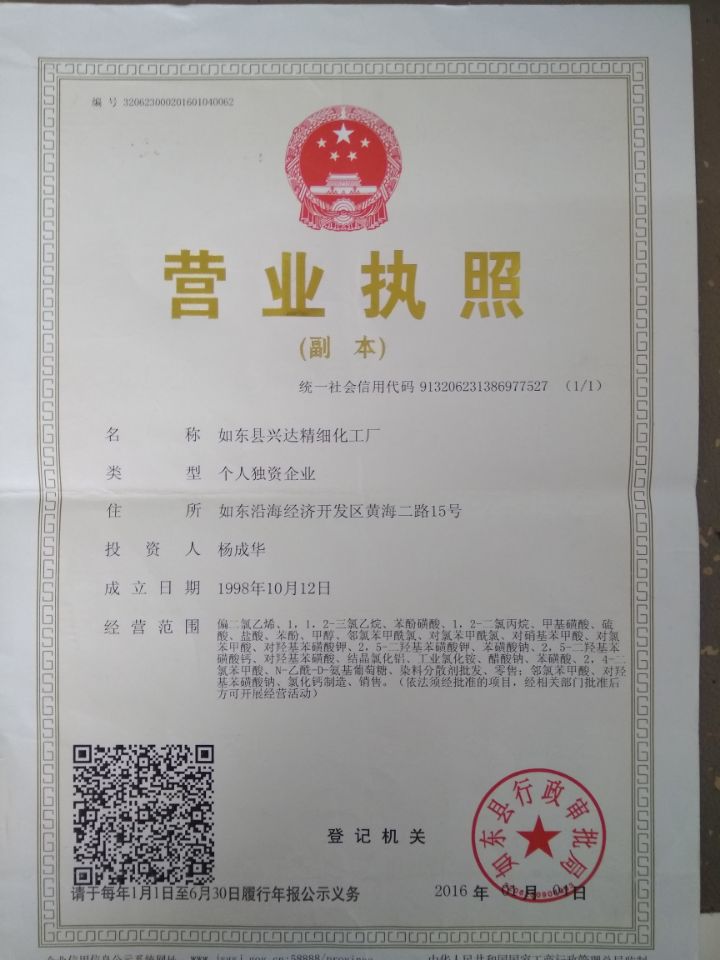 编 号 320623000201601040062
营业执照
(副 本)
统一社会信用代码 913206231386977527 (1/1)
名 称 如东县兴达精细化工厂
类 型 个人独资企业
住 所 如东沿海经济开发区黄海二路15号
投 资 人 杨成华
成 立 日 期 1998年10月12日
经 营 范 围 偏二氯乙烯、1，1，2-三氯乙烷、苯酚磺酸、1，2-二氯丙烷、甲基磺酸、硫
酸、盐酸、苯酚、甲醇、邻氯苯甲酰氯、对氯苯甲酰氯、对硝基苯甲酸、对氯
苯甲酸、对羟基苯磺酸钾、2，5-二羟基苯磺酸钾、苯磺酸钠、2，5-二羟基苯
磺酸钙、对羟基苯磺酸、结晶氯化铝、工业氯化铵、醋酸钠、苯磺酸、2，4-二
氯苯甲酸、N-乙酰-D-氨基葡萄糖、染料分散剂批发、零售；邻氯苯甲酸、对羟
基苯磺酸钠、氯化钙制造、销售。（依法须经批准的项目，经相关部门批准后
方可开展经营活动）
登 记 机 关
如东县行政审批局
请于每年1月1日至6月30日履行年报公示义务
2016 年 月 日